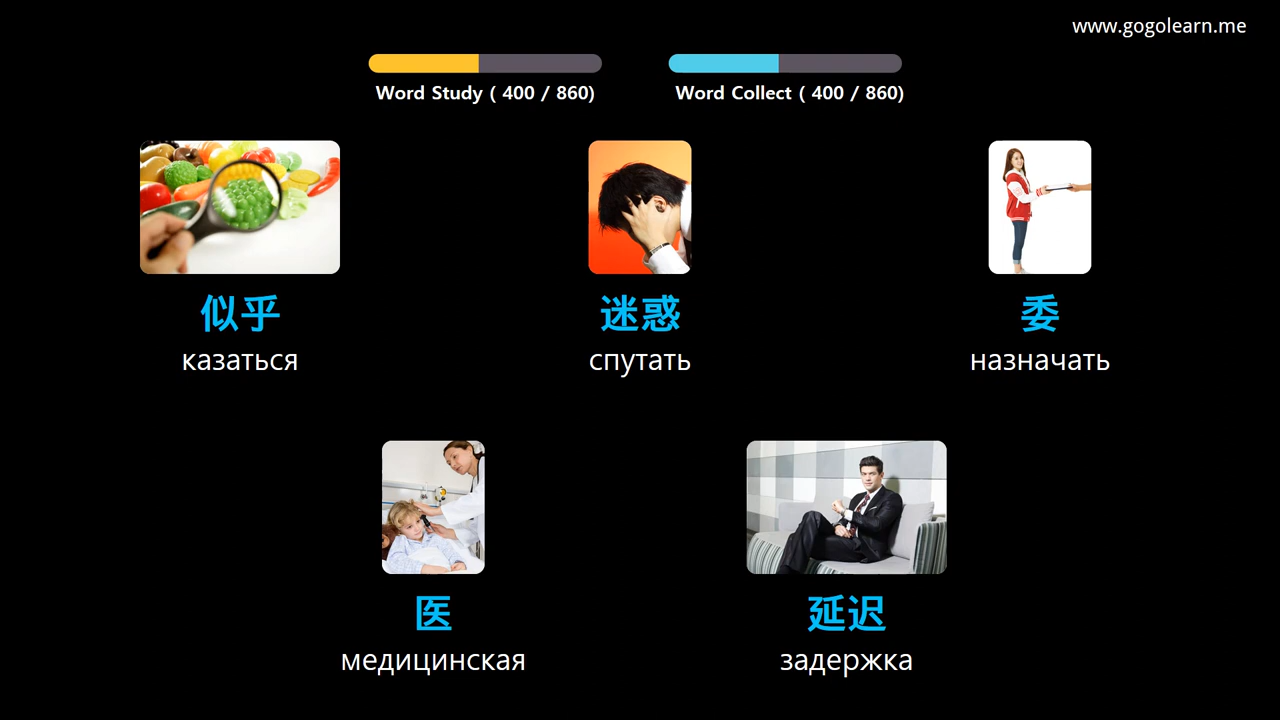 www.gogolearn.me
Word Study ( 400 / 860)
Word Collect ( 400 / 860)
似乎
казаться
迷惑
спутать
委
назначать
医
медицинская
延迟
задержка